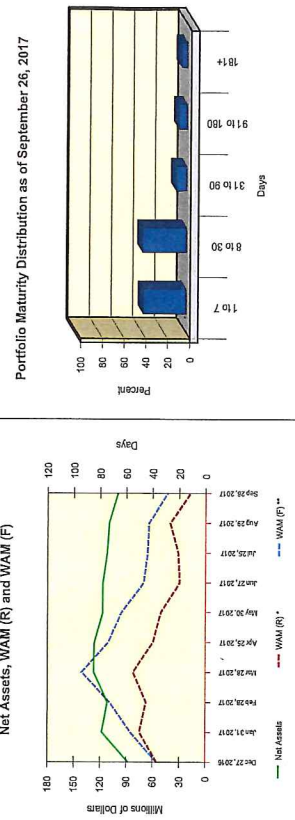 Net Assets, WAM (R) and WAM (F)
Millions of Dollars
180
150
120
90
60
30
0
Days
120
100
80
60
40
20
0
Dec 27, 2016
Jan 31, 2017
Feb 28, 2017
Mar 28, 2017
Apr 25, 2017
May 30, 2017
Jun 27, 2017
Jul 25, 2017
Aug 29, 2017
Sep 26, 2017
Net Assets
WAM (R) *
WAM (F) **
Portfolio Maturity Distribution as of September 26, 2017
Percent
100
80
60
40
20
0
1 to 7
8 to 30
31 to 90
91 to 180
181+
Days